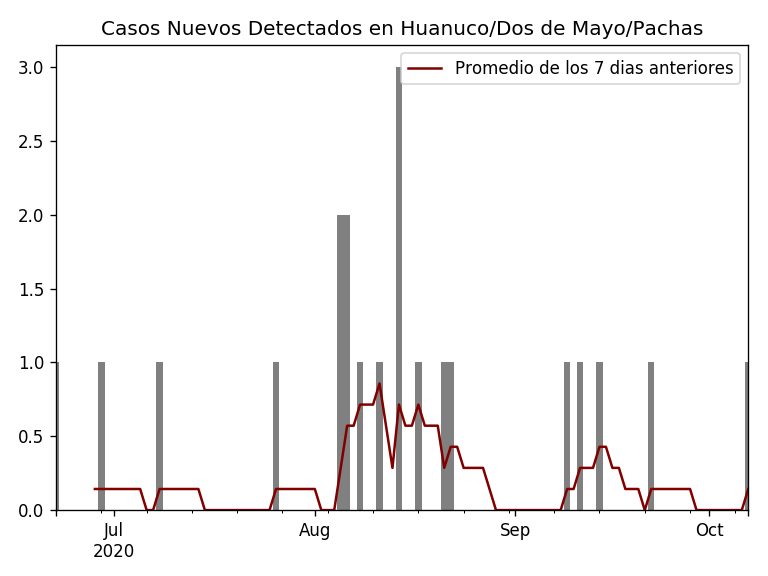 Casos Nuevos Detectados en Huanuco/Dos de Mayo/Pachas
Promedio de los 7 dias anteriores
3.0
2.5
2.0
1.5
1.0
0.5
0.0
Jul Aug Sep Oct
2020